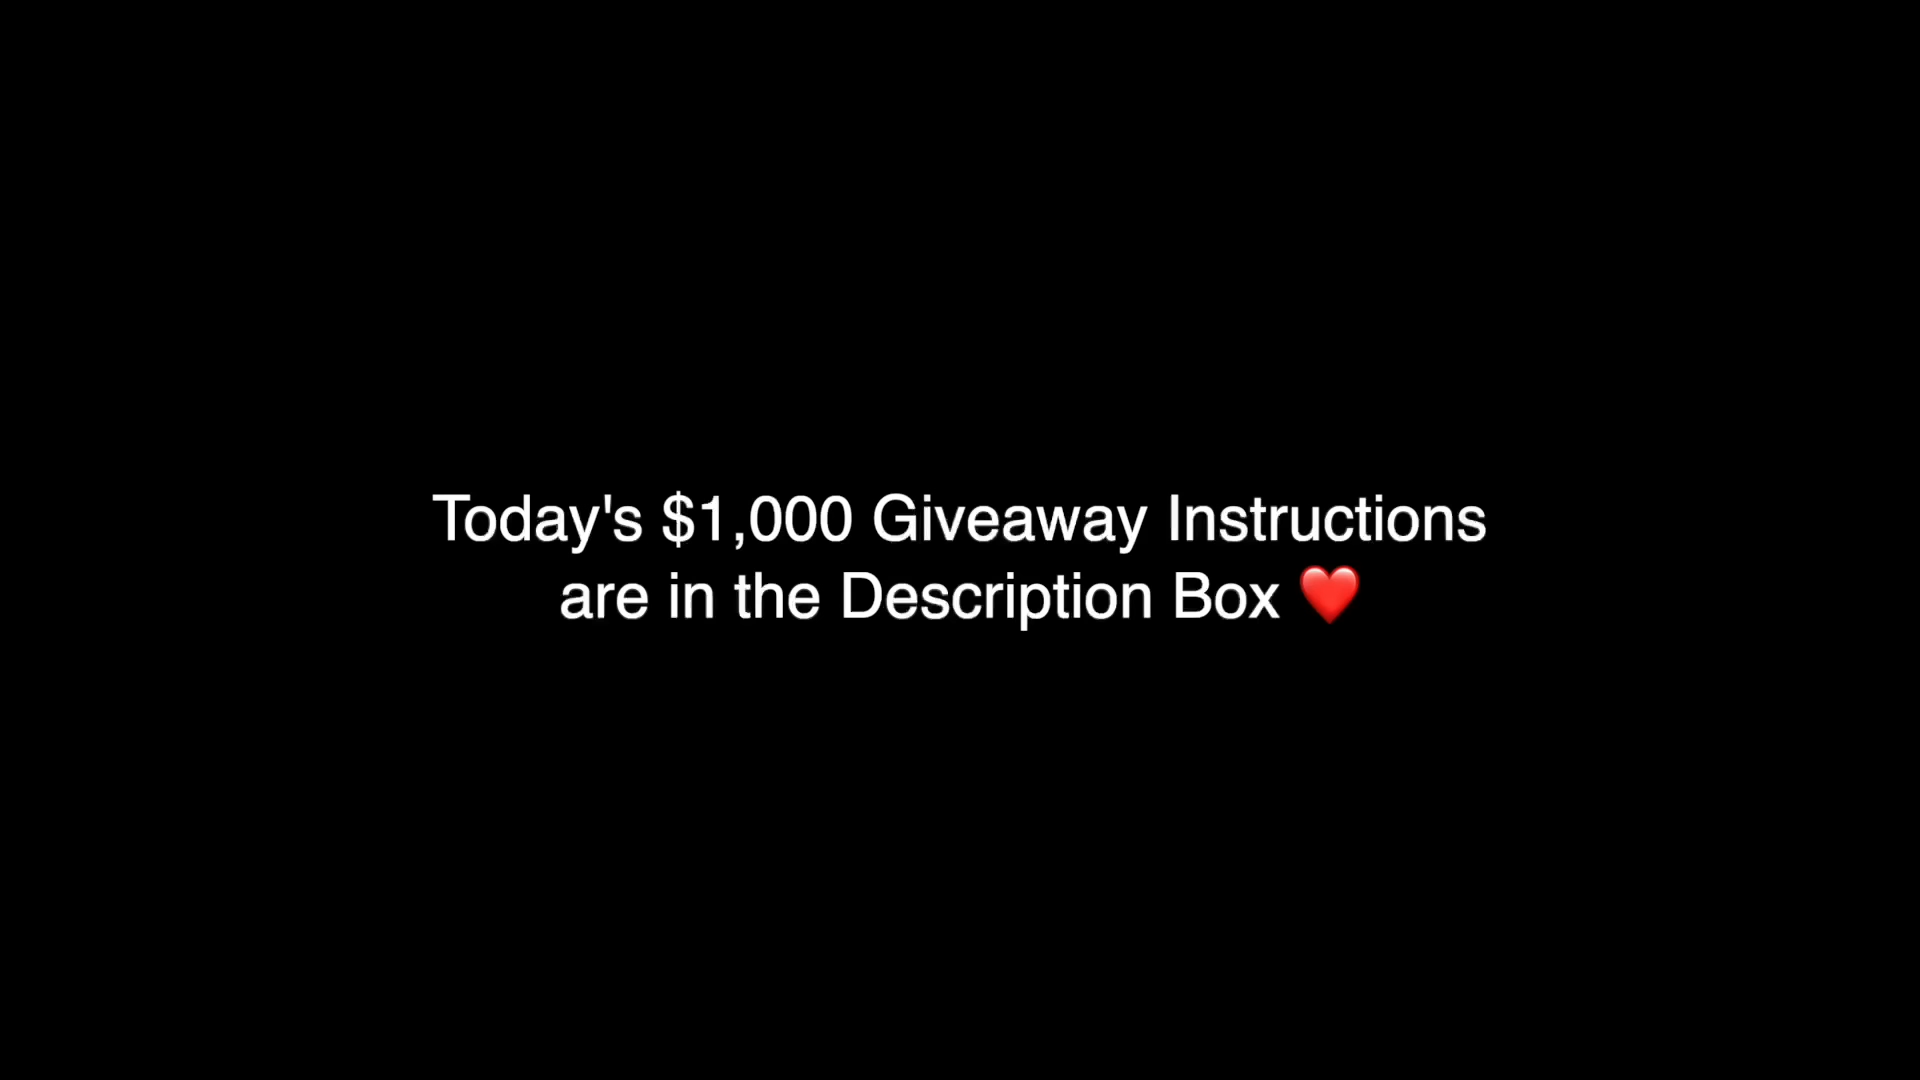 Today's $1,000 Giveaway Instructions
are in the Description Box ❤️